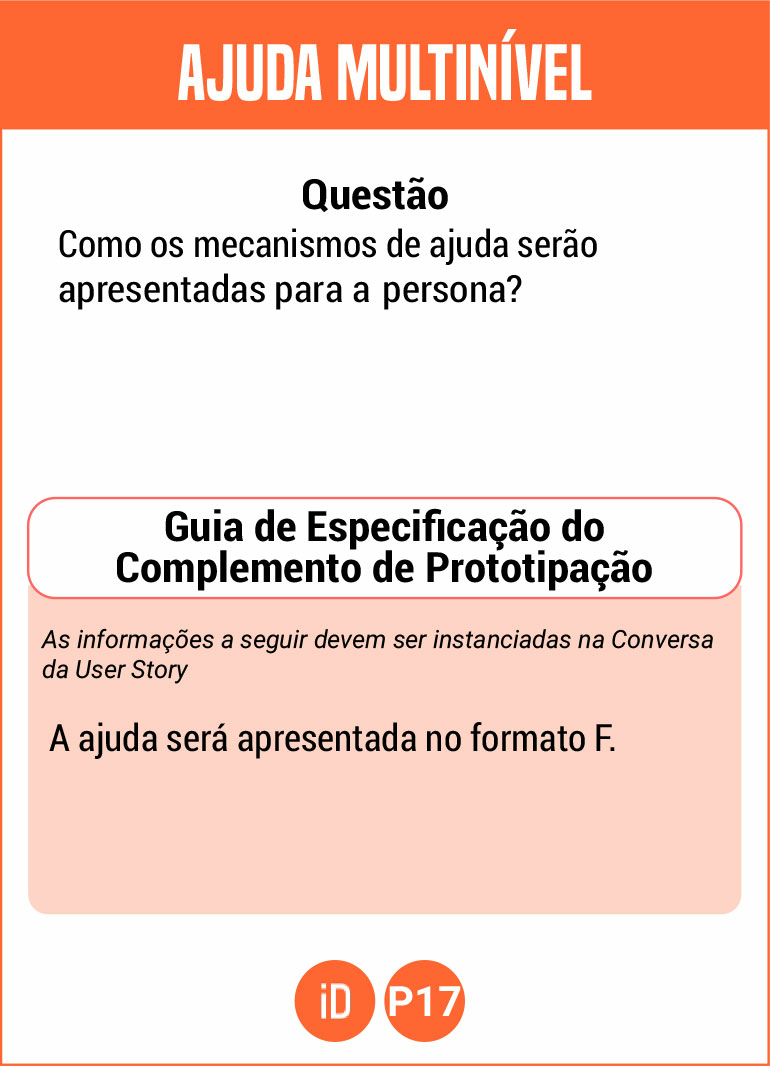 AJUDA MULTINÍVEL
Questão
Como os mecanismos de ajuda serão
apresentadas para a persona?
Guia de Especificação do
Complemento de Prototipação
As informações a seguir devem ser instanciadas na Conversa
da User Story
A ajuda será apresentada no formato F.
iD P17